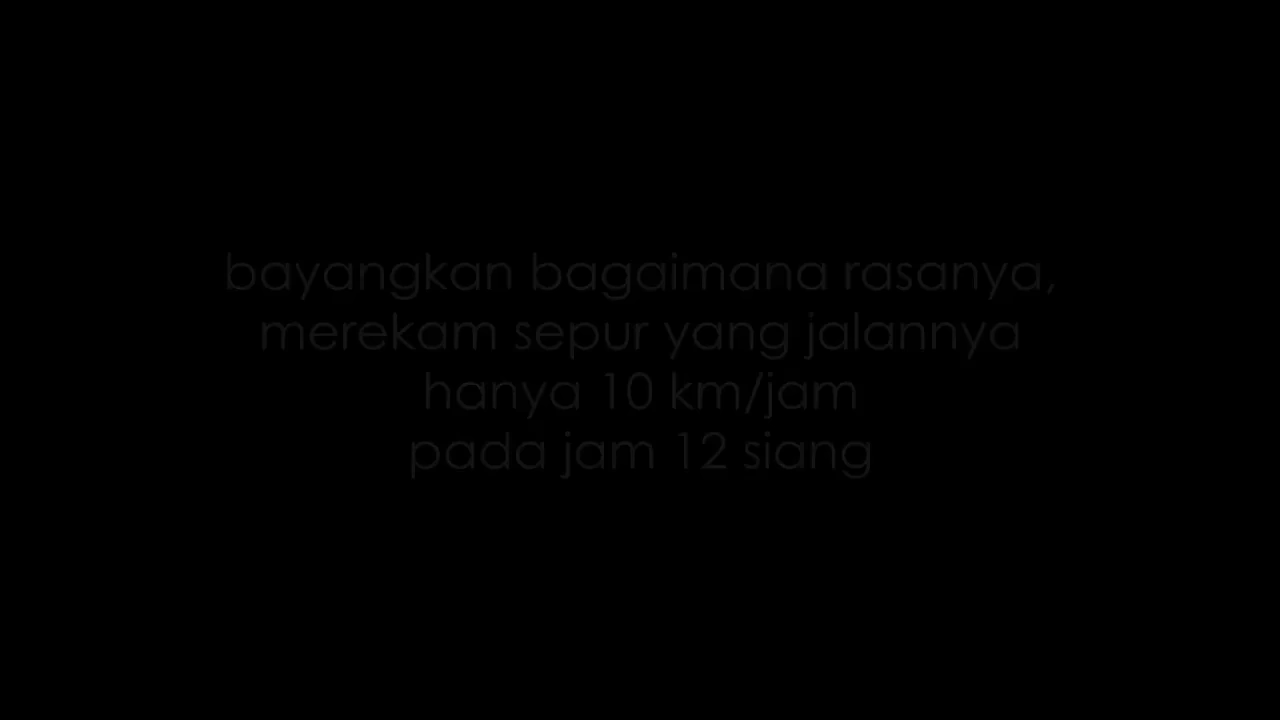 bayangkan bagaimana rasanya,
merekam sepur yang jalannya
hanya 10 km/jam
pada jam 12 siang